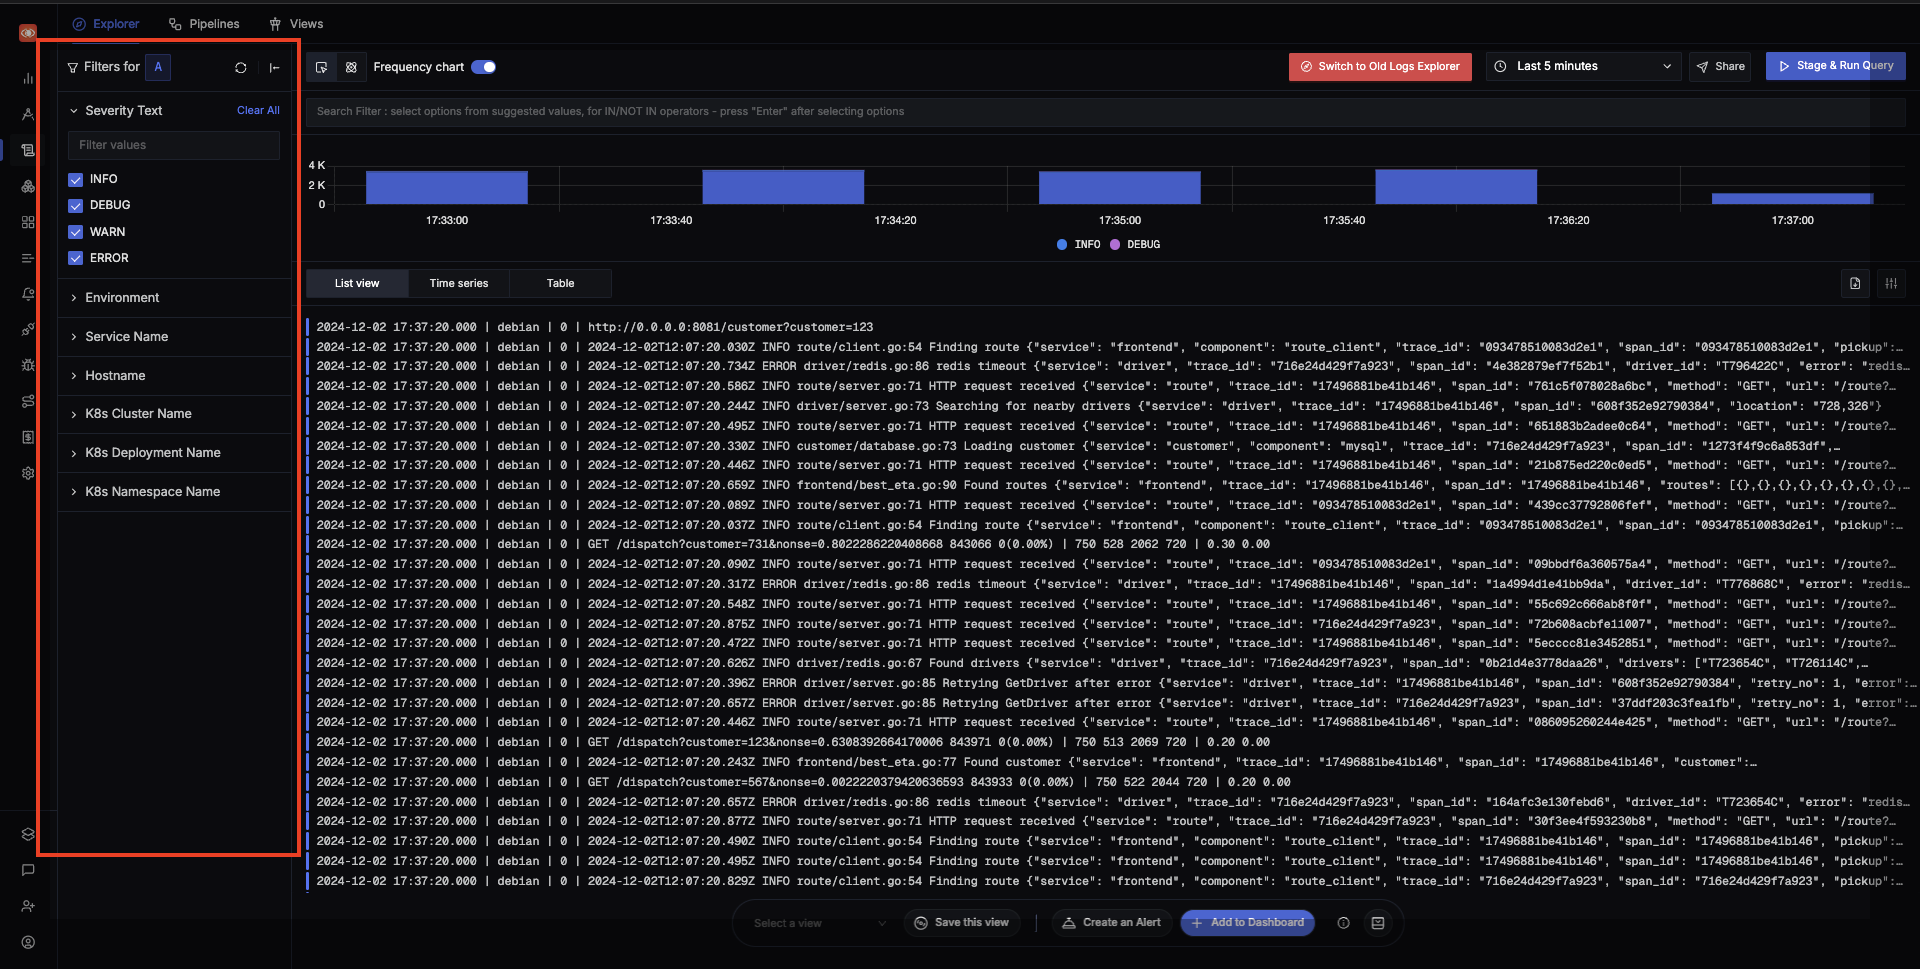 Explorer Pipelines Views
Filters for A
Frequency chart
Switch to Old Logs Explorer
Last 5 minutes
Share
Stage & Run Query
Severity Text Clear All
Filter values
INFO
DEBUG
WARN
ERROR
Environment
Service Name
Hostname
K8s Cluster Name
K8s Deployment Name
K8s Namespace Name
Search Filter : select options from suggested values, for IN/NOT IN operators - press "Enter" after selecting options
4 K
2 K
0
17:33:00 17:33:40 17:34:20 17:35:00 17:35:40 17:36:20 17:37:00
INFO DEBUG
List view Time series Table
2024-12-02 17:37:20.000 | debian | 0 | http://0.0.0.0:8081/customer?customer=123
2024-12-02 17:37:20.000 | debian | 0 | 2024-12-02T12:07:20.030Z INFO route/client.go:54 Finding route {"service": "frontend", "component": "route_client", "trace_id": "093478510083d2e1", "span_id": "093478510083d2e1", "pickup":…
2024-12-02 17:37:20.000 | debian | 0 | 2024-12-02T12:07:20.734Z ERROR driver/redis.go:86 redis timeout {"service": "driver", "trace_id": "716e24d429f7a923", "span_id": "4e382879ef7f52b1", "driver_id": "T796422C", "error": "redis…
2024-12-02 17:37:20.000 | debian | 0 | 2024-12-02T12:07:20.586Z INFO route/server.go:71 HTTP request received {"service": "route", "trace_id": "17496881be41b146", "span_id": "761c5f078028a6bc", "method": "GET", "url": "/route?…
2024-12-02 17:37:20.000 | debian | 0 | 2024-12-02T12:07:20.244Z INFO driver/server.go:73 Searching for nearby drivers {"service": "driver", "trace_id": "17496881be41b146", "span_id": "608f352e92790384", "location": "728,326"}
2024-12-02 17:37:20.000 | debian | 0 | 2024-12-02T12:07:20.495Z INFO route/server.go:71 HTTP request received {"service": "route", "trace_id": "17496881be41b146", "span_id": "651883b2adee0c64", "method": "GET", "url": "/route?…
2024-12-02 17:37:20.000 | debian | 0 | 2024-12-02T12:07:20.330Z INFO customer/database.go:73 Loading customer {"service": "customer", "component": "mysql", "trace_id": "716e24d429f7a923", "span_id": "1273f4f9c6a853df",…
2024-12-02 17:37:20.000 | debian | 0 | 2024-12-02T12:07:20.446Z INFO route/server.go:71 HTTP request received {"service": "route", "trace_id": "17496881be41b146", "span_id": "21b875ed220c0ed5", "method": "GET", "url": "/route?…
2024-12-02 17:37:20.000 | debian | 0 | 2024-12-02T12:07:20.659Z INFO frontend/best_eta.go:90 Found routes {"service": "frontend", "trace_id": "17496881be41b146", "span_id": "17496881be41b146", "routes": [{},{},{},{},{},{},{},{},…
2024-12-02 17:37:20.000 | debian | 0 | 2024-12-02T12:07:20.089Z INFO route/server.go:71 HTTP request received {"service": "route", "trace_id": "093478510083d2e1", "span_id": "439cc37792806fef", "method": "GET", "url": "/route?…
2024-12-02 17:37:20.000 | debian | 0 | 2024-12-02T12:07:20.037Z INFO route/client.go:54 Finding route {"service": "frontend", "component": "route_client", "trace_id": "093478510083d2e1", "span_id": "093478510083d2e1", "pickup":…
2024-12-02 17:37:20.000 | debian | 0 | GET /dispatch?customer=731&nonse=0.8022286220408668 843066 0(0.00%) | 750 528 2062 720 | 0.30 0.00
2024-12-02 17:37:20.000 | debian | 0 | 2024-12-02T12:07:20.090Z INFO route/server.go:71 HTTP request received {"service": "route", "trace_id": "093478510083d2e1", "span_id": "09bbdf6a360575a4", "method": "GET", "url": "/route?…
2024-12-02 17:37:20.000 | debian | 0 | 2024-12-02T12:07:20.317Z ERROR driver/redis.go:86 redis timeout {"service": "driver", "trace_id": "17496881be41b146", "span_id": "1a4994d1e41bb9da", "driver_id": "T776868C", "error": "redis…
2024-12-02 17:37:20.000 | debian | 0 | 2024-12-02T12:07:20.548Z INFO route/server.go:71 HTTP request received {"service": "route", "trace_id": "17496881be41b146", "span_id": "55c692c666ab8f0f", "method": "GET", "url": "/route?…
2024-12-02 17:37:20.000 | debian | 0 | 2024-12-02T12:07:20.875Z INFO route/server.go:71 HTTP request received {"service": "route", "trace_id": "716e24d429f7a923", "span_id": "72b608acbfe11007", "method": "GET", "url": "/route?…
2024-12-02 17:37:20.000 | debian | 0 | 2024-12-02T12:07:20.472Z INFO route/server.go:71 HTTP request received {"service": "route", "trace_id": "17496881be41b146", "span_id": "5ecccc81e3452851", "method": "GET", "url": "/route?…
2024-12-02 17:37:20.000 | debian | 0 | 2024-12-02T12:07:20.626Z INFO driver/redis.go:67 Found drivers {"service": "driver", "trace_id": "716e24d429f7a923", "span_id": "0b21d4e3778daa26", "drivers": ["T723654C", "T726114C",…
2024-12-02 17:37:20.000 | debian | 0 | 2024-12-02T12:07:20.396Z ERROR driver/server.go:85 Retrying GetDriver after error {"service": "driver", "trace_id": "17496881be41b146", "span_id": "608f352e92790384", "retry_no": 1, "error":…
2024-12-02 17:37:20.000 | debian | 0 | 2024-12-02T12:07:20.657Z ERROR driver/server.go:85 Retrying GetDriver after error {"service": "driver", "trace_id": "716e24d429f7a923", "span_id": "37ddf203c3fea1fb", "retry_no": 1, "error":…
2024-12-02 17:37:20.000 | debian | 0 | 2024-12-02T12:07:20.446Z INFO route/server.go:71 HTTP request received {"service": "route", "trace_id": "17496881be41b146", "span_id": "086095260244e425", "method": "GET", "url": "/route?…
2024-12-02 17:37:20.000 | debian | 0 | GET /dispatch?customer=123&nonse=0.6308392664170006 843971 0(0.00%) | 750 513 2069 720 | 0.20 0.00
2024-12-02 17:37:20.000 | debian | 0 | 2024-12-02T12:07:20.243Z INFO frontend/best_eta.go:77 Found customer {"service": "frontend", "trace_id": "17496881be41b146", "span_id": "17496881be41b146", "customer":…
2024-12-02 17:37:20.000 | debian | 0 | GET /dispatch?customer=567&nonse=0.0022220379420636593 843933 0(0.00%) | 750 522 2044 720 | 0.20 0.00
2024-12-02 17:37:20.000 | debian | 0 | 2024-12-02T12:07:20.657Z ERROR driver/redis.go:86 redis timeout {"service": "driver", "trace_id": "716e24d429f7a923", "span_id": "164afc3e130febd6", "driver_id": "T723654C", "error": "redis…
2024-12-02 17:37:20.000 | debian | 0 | 2024-12-02T12:07:20.877Z INFO route/server.go:71 HTTP request received {"service": "route", "trace_id": "716e24d429f7a923", "span_id": "30f3ee4f593230b8", "method": "GET", "url": "/route?…
2024-12-02 17:37:20.000 | debian | 0 | 2024-12-02T12:07:20.490Z INFO route/client.go:54 Finding route {"service": "frontend", "component": "route_client", "trace_id": "17496881be41b146", "span_id": "17496881be41b146", "pickup":…
2024-12-02 17:37:20.000 | debian | 0 | 2024-12-02T12:07:20.495Z INFO route/client.go:54 Finding route {"service": "frontend", "component": "route_client", "trace_id": "17496881be41b146", "span_id": "17496881be41b146", "pickup":…
2024-12-02 17:37:20.000 | debian | 0 | 2024-12-02T12:07:20.829Z INFO route/client.go:54 Finding route {"service": "frontend", "component": "route_client", "trace_id": "716e24d429f7a923", "span_id": "716e24d429f7a923", "pickup":…
Select a view
Save this view
Create an Alert
Add to Dashboard